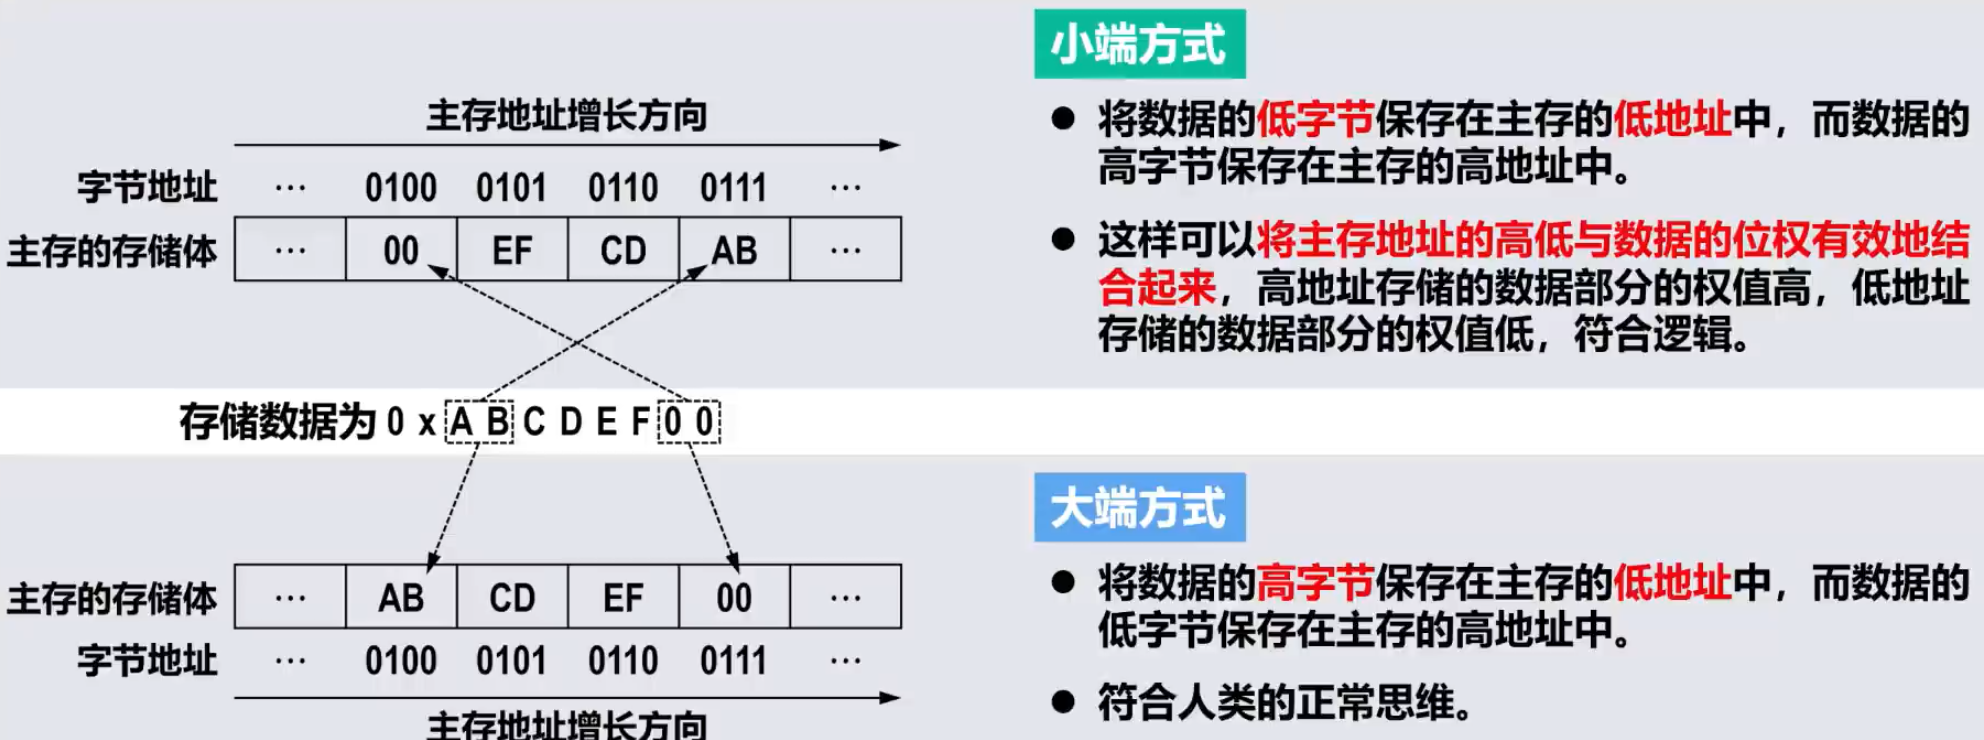 小端方式
主存地址增长方向
● 将数据的低字节保存在主存的低地址中，而数据的
高字节保存在主存的高地址中。
字节地址 … 0100 0101 0110 0111 …
主存的存储体 … 00 EF CD AB …
● 这样可以将主存地址的高低与数据的位权有效地结
合起来，高地址存储的数据部分的权值高，低地址
存储的数据部分的权值低，符合逻辑。
存储数据为 0 x A B C D E F 0 0
大端方式
主存的存储体 … AB CD EF 00 …
字节地址 … 0100 0101 0110 0111 …
主存地址增长方向
● 将数据的高字节保存在主存的低地址中，而数据的
低字节保存在主存的高地址中。
● 符合人类的正常思维。